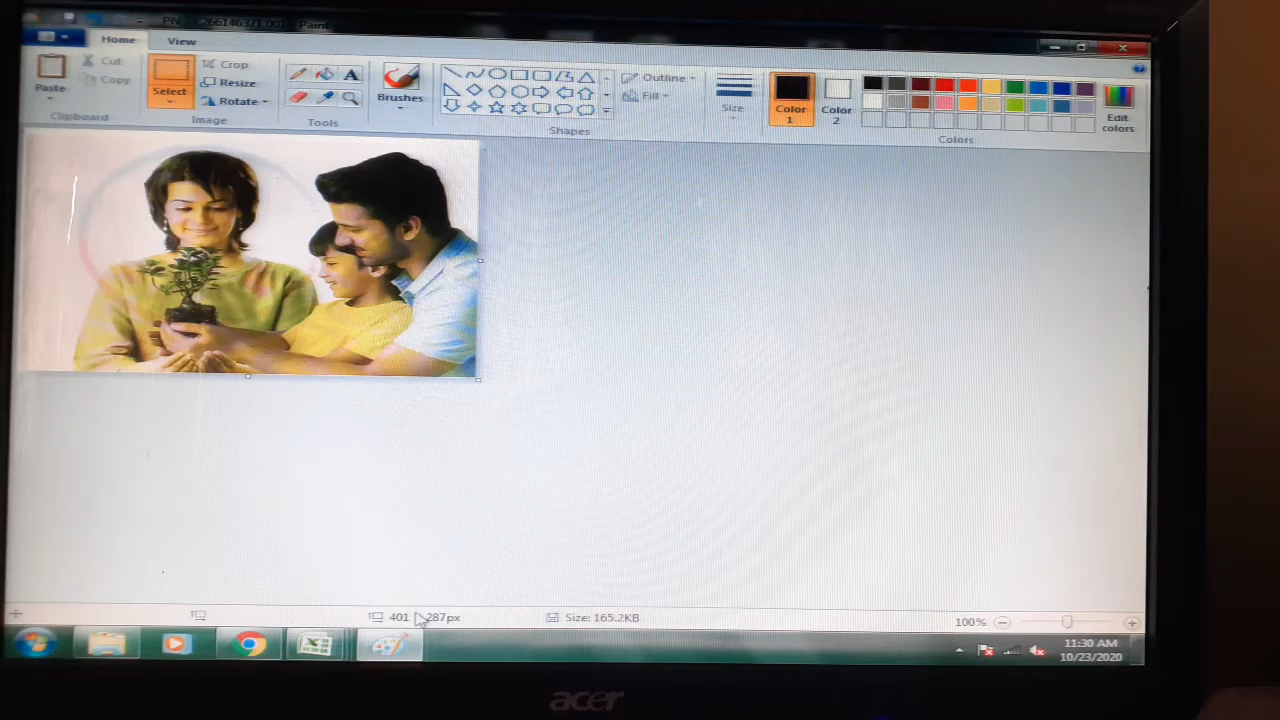 Paint
Home
View
Paste
Cut
Copy
Clipboard
Select
Crop
Resize
Rotate
Image
Tools
Brushes
Shapes
Outline
Fill
Size
Color
1
Color
2
Colors
Edit
colors
401
287px
Size: 165.2KB
100%
11:30 AM
10/23/2020
acer